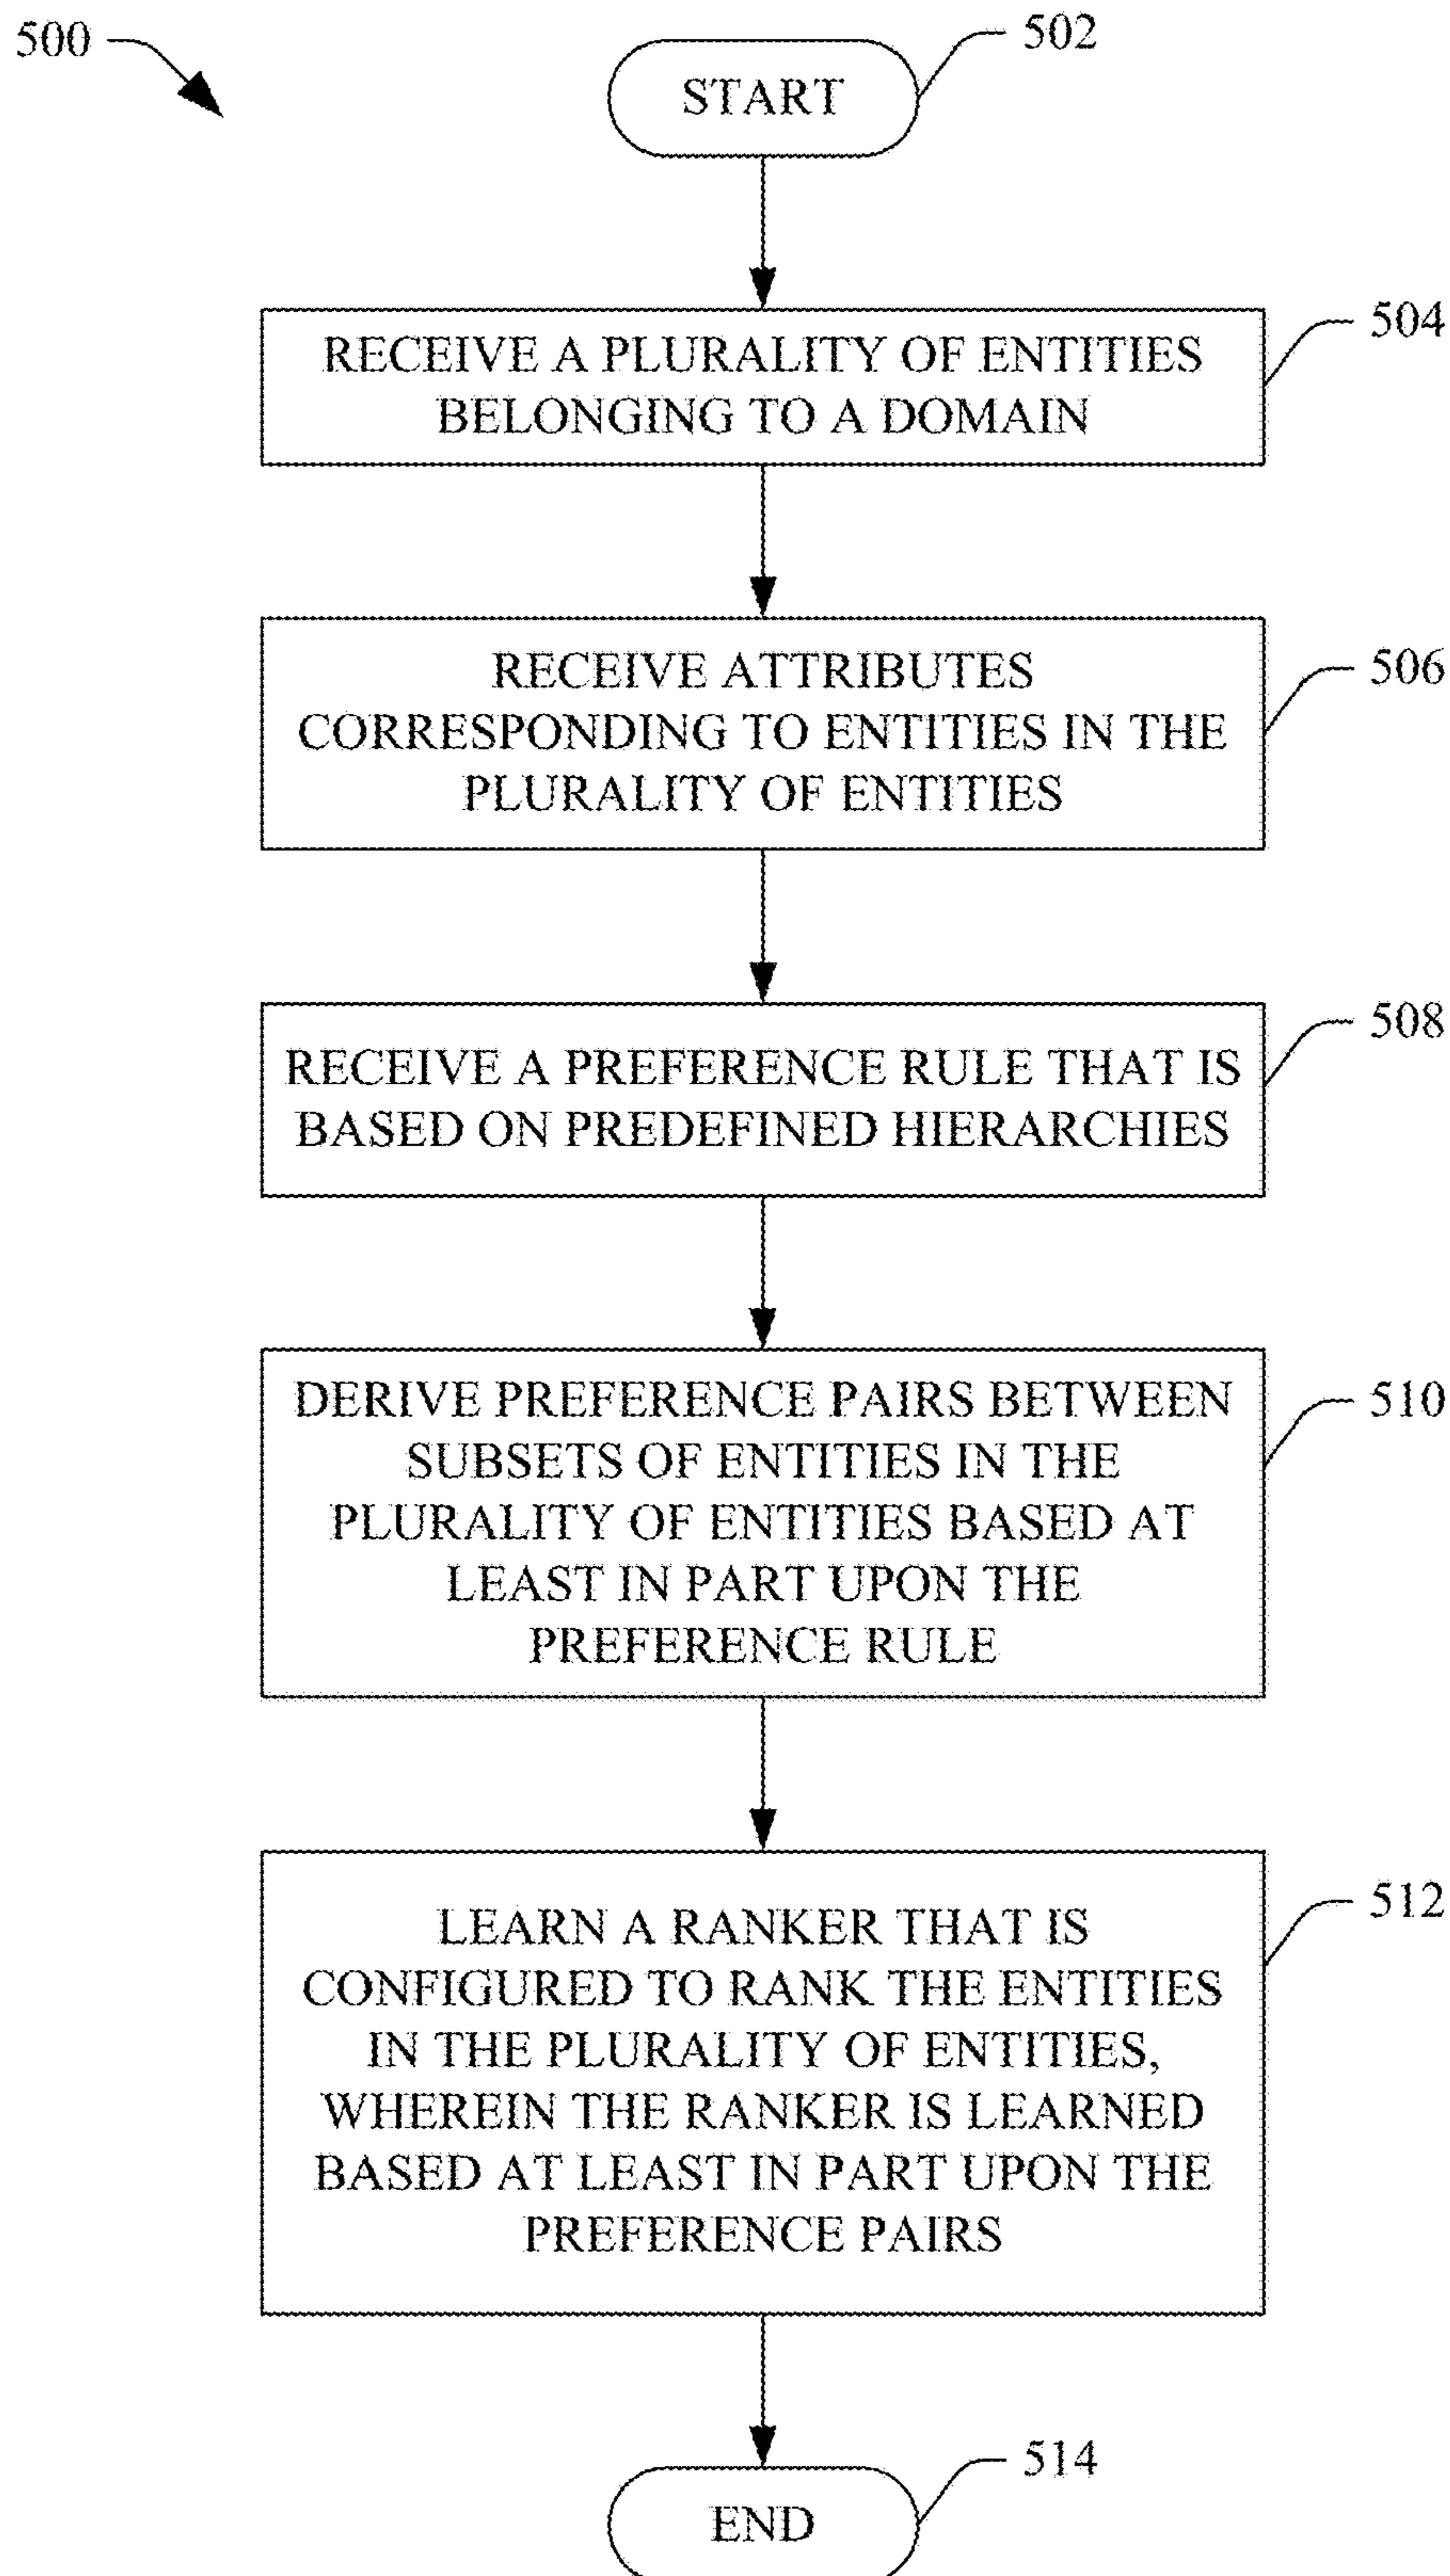 500
502
START
504
RECEIVE A PLURALITY OF ENTITIES
BELONGING TO A DOMAIN
506
RECEIVE ATTRIBUTES
CORRESPONDING TO ENTITIES IN THE
PLURALITY OF ENTITIES
508
RECEIVE A PREFERENCE RULE THAT IS
BASED ON PREDEFINED HIERARCHIES
510
DERIVE PREFERENCE PAIRS BETWEEN
SUBSETS OF ENTITIES IN THE
PLURALITY OF ENTITIES BASED AT
LEAST IN PART UPON THE
PREFERENCE RULE
512
LEARN A RANKER THAT IS
CONFIGURED TO RANK THE ENTITIES
IN THE PLURALITY OF ENTITIES,
WHEREIN THE RANKER IS LEARNED
BASED AT LEAST IN PART UPON THE
PREFERENCE PAIRS
514
END